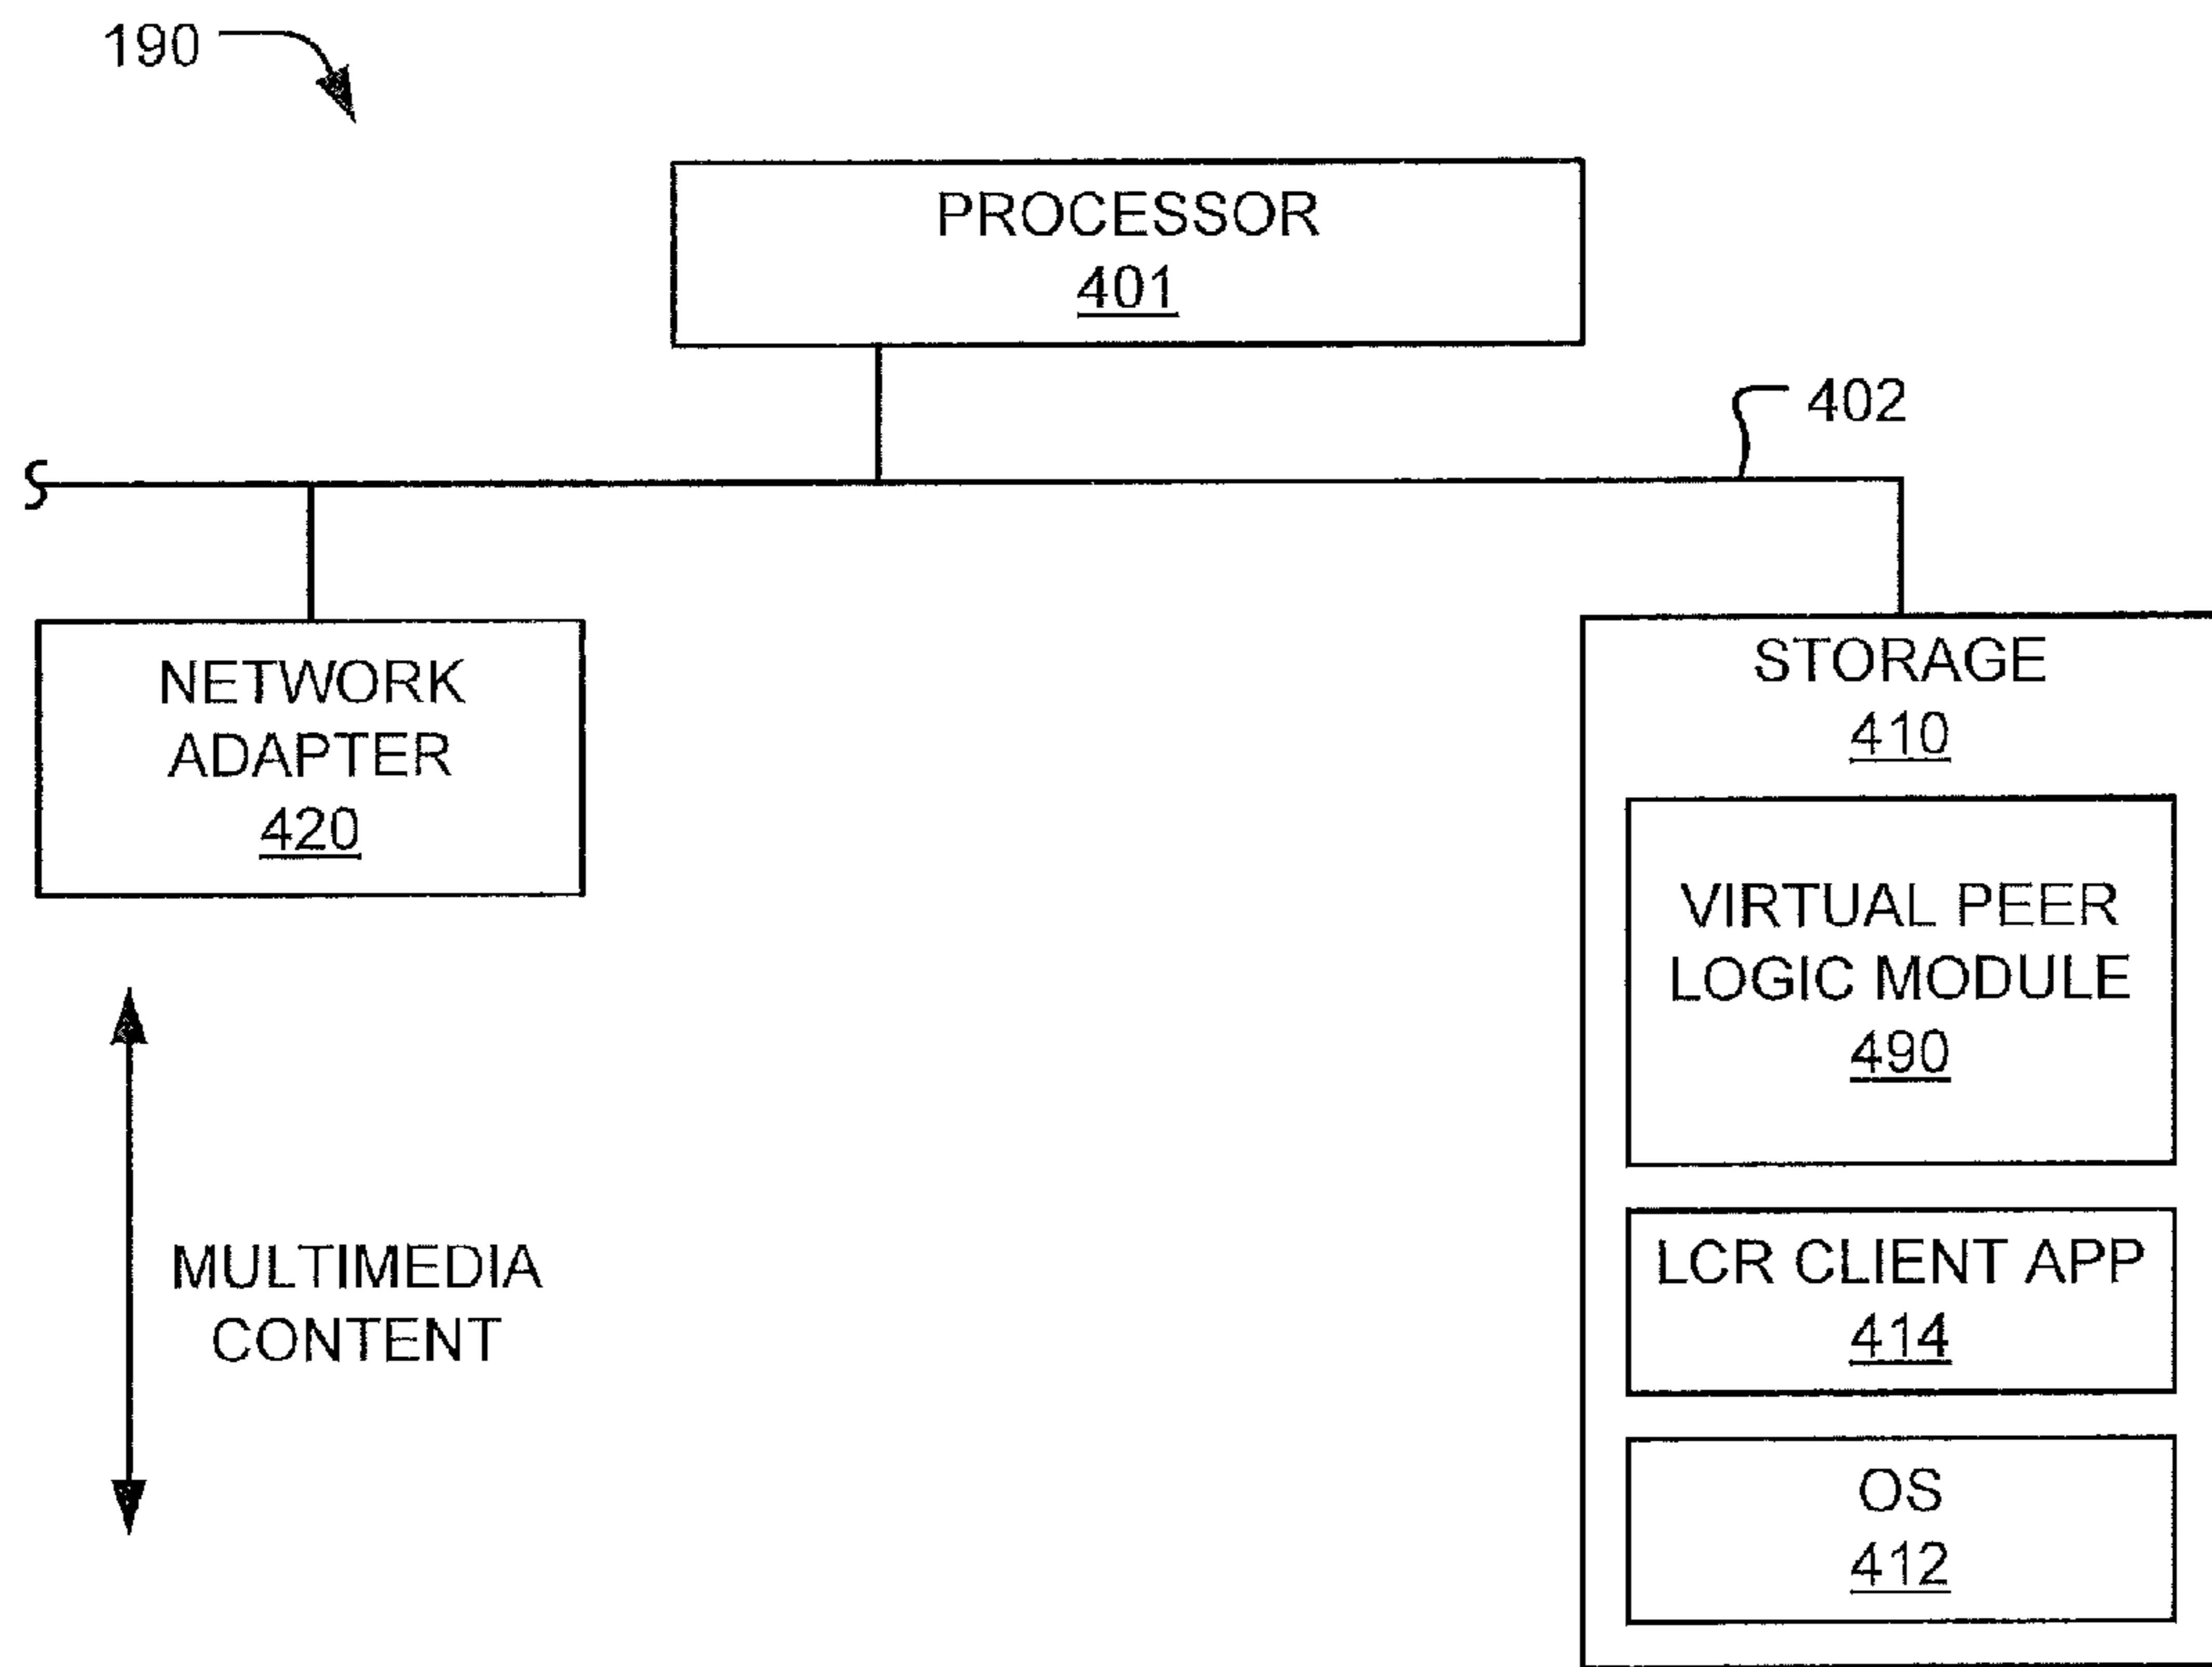 190
PROCESSOR
401
402
NETWORK
ADAPTER
420
STORAGE
410
VIRTUAL PEER
LOGIC MODULE
490
MULTIMEDIA
CONTENT
LCR CLIENT APP
414
OS
412